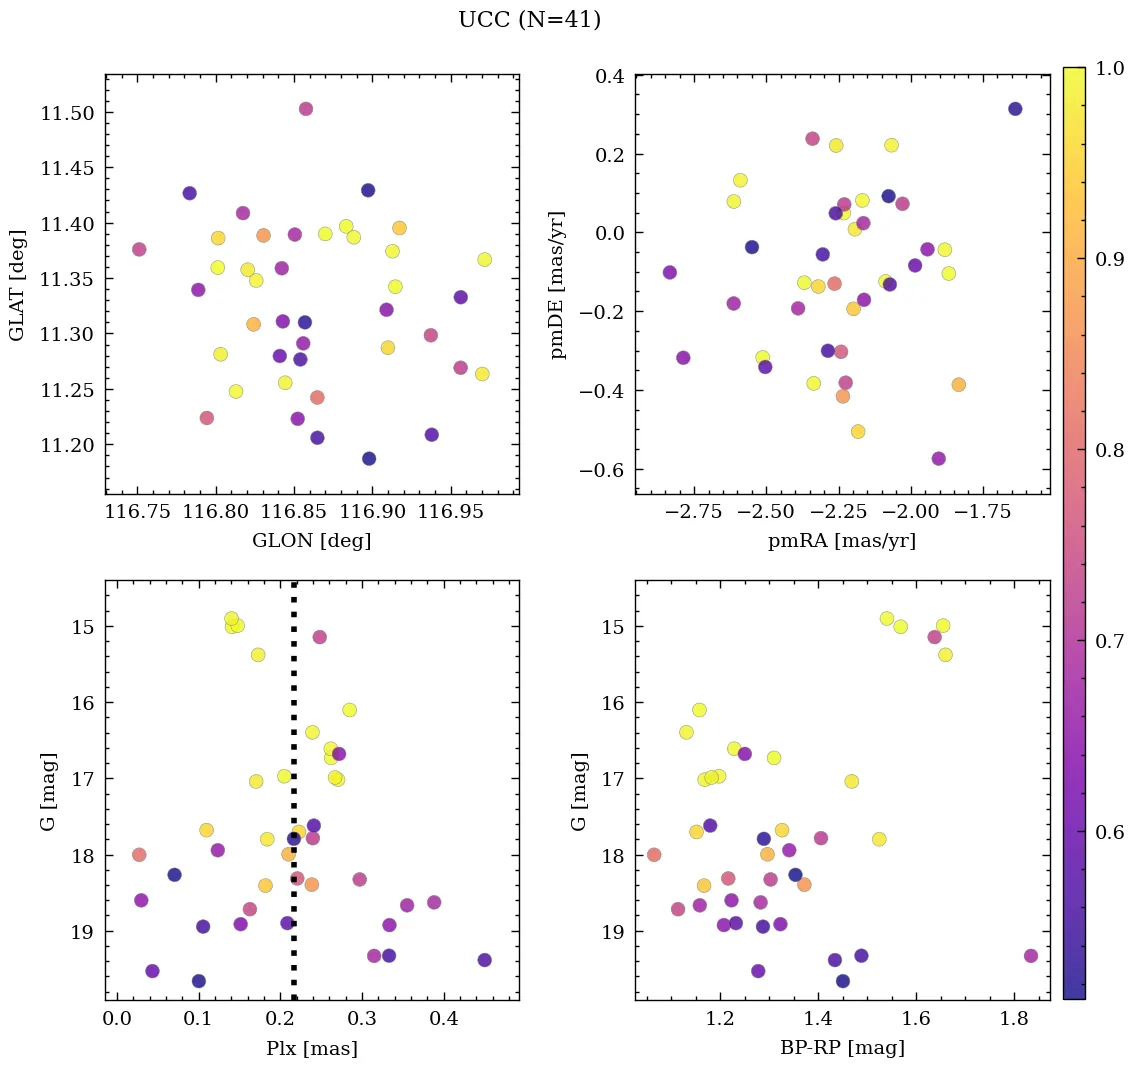 UCC (N=41)
11.50
11.45
11.40
11.35
11.30
11.25
11.20
GLAT [deg]
116.75 116.80 116.85 116.90 116.95
GLON [deg]
0.4
0.2
0.0
−0.2
−0.4
−0.6
pmDE [mas/yr]
−2.75 −2.50 −2.25 −2.00 −1.75
pmRA [mas/yr]
1.0
0.9
0.8
0.7
0.6
15
16
17
18
19
G [mag]
0.0 0.1 0.2 0.3 0.4
Plx [mas]
15
16
17
18
19
G [mag]
1.2 1.4 1.6 1.8
BP-RP [mag]